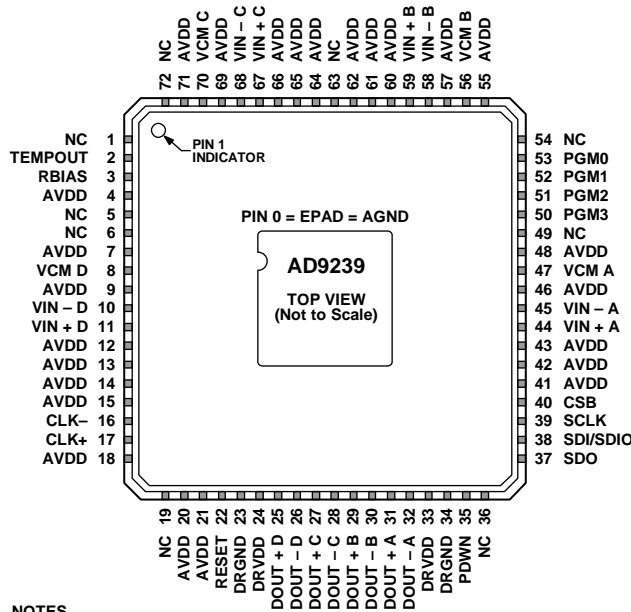 72 NC
71 AVDD
70 VCM C
69 AVDD
68 VIN – C
67 VIN + C
66 AVDD
65 AVDD
64 AVDD
63 NC
62 AVDD
61 AVDD
60 AVDD
59 VIN + B
58 VIN – B
57 AVDD
56 VCM B
55 AVDD
NC 1
TEMPOUT 2
RBIAS 3
AVDD 4
NC 5
NC 6
AVDD 7
VCM D 8
AVDD 9
VIN – D 10
VIN + D 11
AVDD 12
AVDD 13
AVDD 14
AVDD 15
CLK– 16
CLK+ 17
AVDD 18
PIN 1
INDICATOR
PIN 0 = EPAD = AGND
AD9239
TOP VIEW
(Not to Scale)
54 NC
53 PGM0
52 PGM1
51 PGM2
50 PGM3
49 NC
48 AVDD
47 VCM A
46 AVDD
45 VIN – A
44 VIN + A
43 AVDD
42 AVDD
41 AVDD
40 CSB
39 SCLK
38 SDI/SDIO
37 SDO
NC 19
AVDD 20
AVDD 21
RESET 22
DRGND 23
DRVDD 24
DOUT + D 25
DOUT – D 26
DOUT + C 27
DOUT – C 28
DOUT + B 29
DOUT – B 30
DOUT + A 31
DOUT – A 32
DRVDD 33
DRGND 34
PDWN 35
NC 36
NOTES